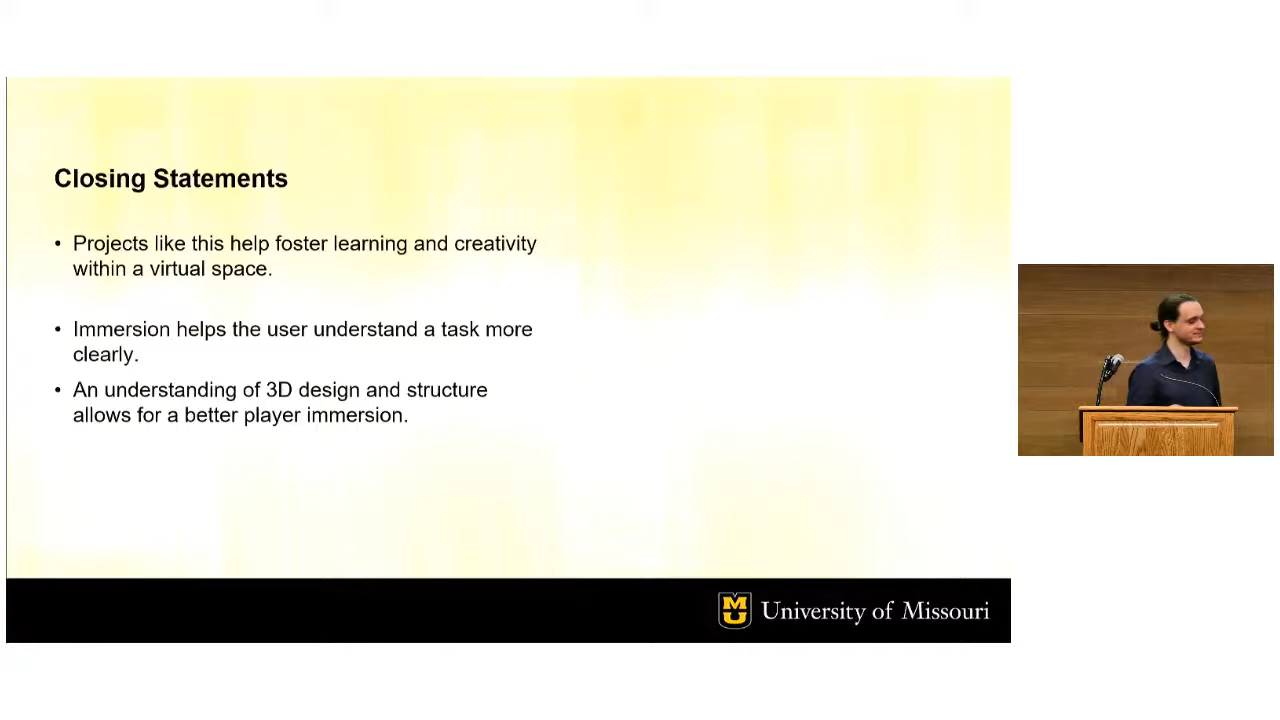 Closing Statements
• Projects like this help foster learning and creativity
within a virtual space.
• Immersion helps the user understand a task more
clearly.
• An understanding of 3D design and structure
allows for a better player immersion.
MU University of Missouri